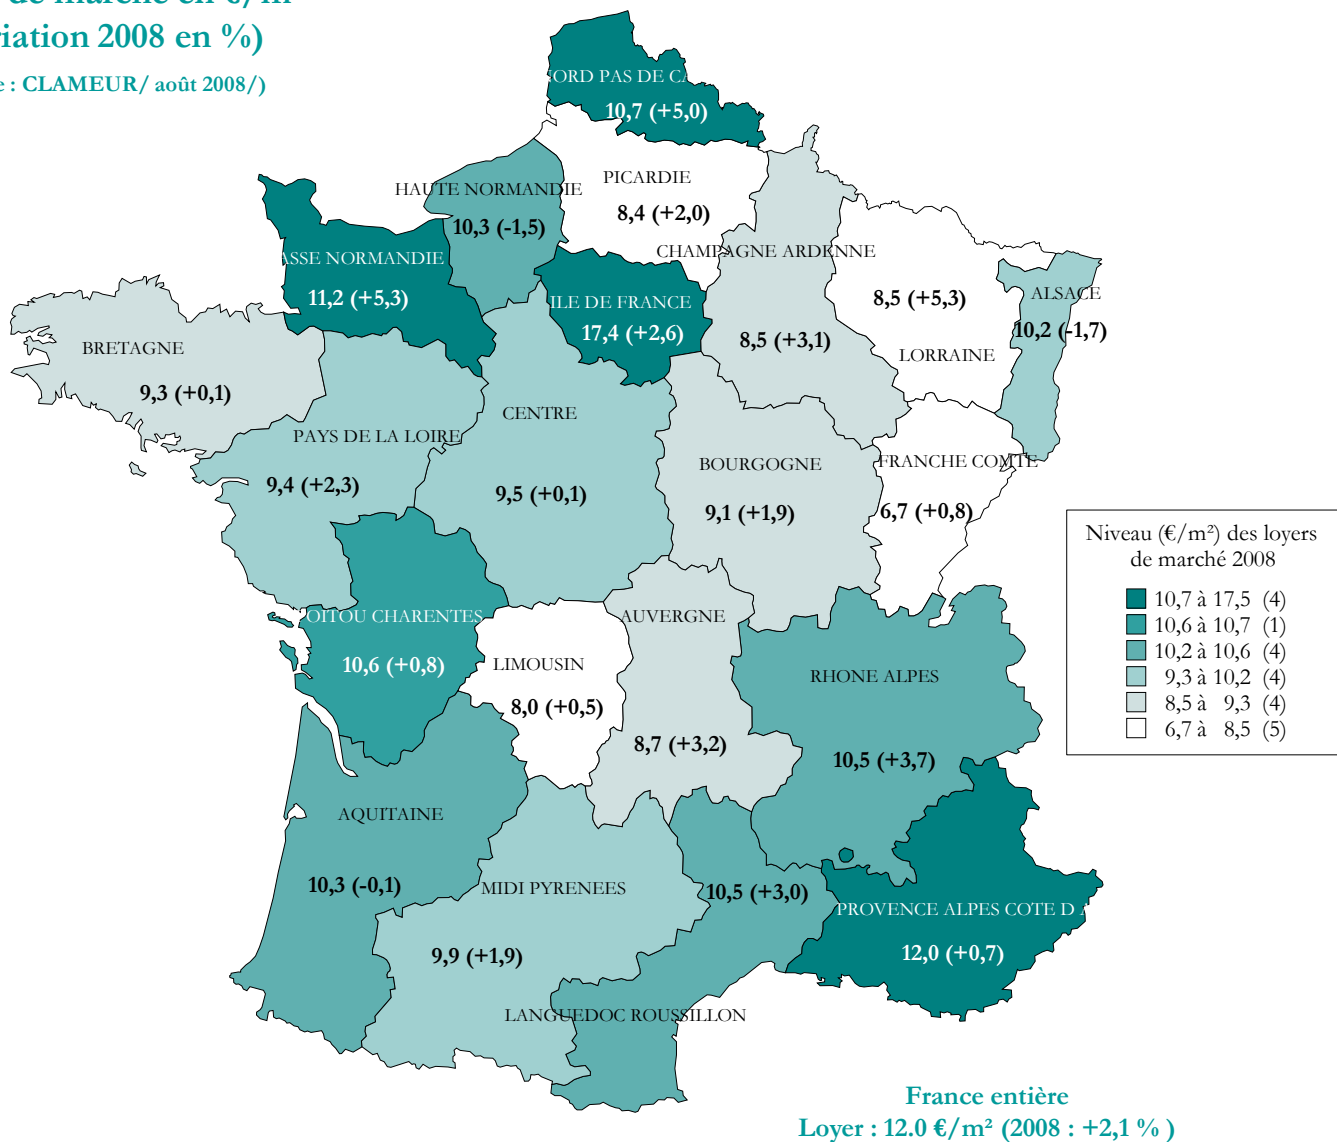 de marché en €/m
riation 2008 en %)
e : CLAMEUR/ août 2008/)
ORD PAS DE CA
10,7 (+5,0)
PICARDIE
8,4 (+2,0)
HAUTE NORMANDIE
10,3 (-1,5)
ASSE NORMANDIE
11,2 (+5,3)
CHAMPAGNE ARDENNE
8,5 (+3,1)
ILE DE FRANCE
17,4 (+2,6)
8,5 (+5,3)
LORRAINE
ALSACE
10,2 (-1,7)
BRETAGNE
9,3 (+0,1)
PAYS DE LA LOIRE
9,4 (+2,3)
CENTRE
9,5 (+0,1)
BOURGOGNE
9,1 (+1,9)
FRANCHE COMTE
6,7 (+0,8)
Niveau (€/m²) des loyers
de marché 2008
10,7 à 17,5 (4)
10,6 à 10,7 (1)
10,2 à 10,6 (4)
9,3 à 10,2 (4)
8,5 à 9,3 (4)
6,7 à 8,5 (5)
OITOU CHARENTES
10,6 (+0,8)
LIMOUSIN
8,0 (+0,5)
AUVERGNE
8,7 (+3,2)
RHONE ALPES
10,5 (+3,7)
AQUITAINE
10,3 (-0,1)
MIDI PYRENEES
9,9 (+1,9)
10,5 (+3,0)
LANGUEDOC ROUSSILLON
PROVENCE ALPES COTE D A
12,0 (+0,7)
France entière
Loyer : 12.0 €/m² (2008 : +2,1 % )